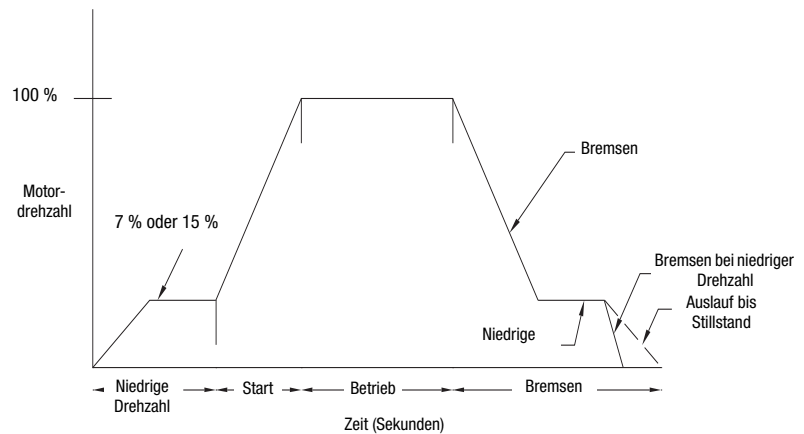 100 %
Bremsen
Motor-
drehzahl
7 % oder 15 %
Bremsen bei niedriger
Drehzahl
Auslauf bis
Stillstand
Niedrige
Niedrige
Drehzahl
Start
Betrieb
Bremsen
Zeit (Sekunden)